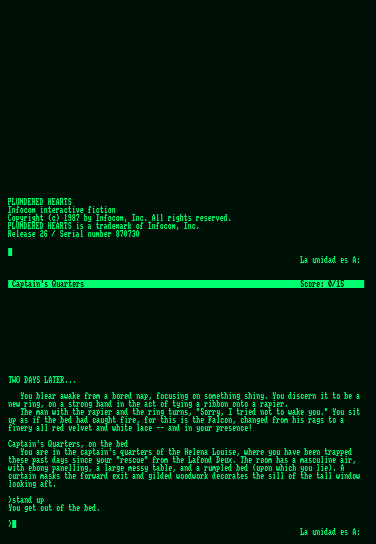 PLUNDERED HEARTS
Infocom interactive fiction
Copyright (c) 1987 by Infocom, Inc. All rights reserved.
PLUNDERED HEARTS is a trademark of Infocom, Inc.
Release 26 / Serial number 870730
La unidad es A:
Captain's Quarters Score: 0/15
TWO DAYS LATER...
You blear awake from a bored nap, focusing on something shiny. You discern it to be a
new ring, on a strong hand in the act of tying a ribbon onto a rapier.
The man with the rapier and the ring turns, "Sorry, I tried not to wake you." You sit
up as if the bed had caught fire, for this is the Falcon, changed from his rags to a
finery all red velvet and white lace -- and in your presence!
Captain's Quarters, on the bed
You are in the captain's quarters of the Helena Louise, where you have been trapped
these past days since your "rescue" from the Lafond Deux. The room has a masculine air,
with ebony panelling, a large messy table, and a rumpled bed (upon which you lie). A
curtain masks the forward exit and gilded woodwork decorates the sill of the tall window
looking aft.
>stand up
You get out of the bed.
>
La unidad es A: